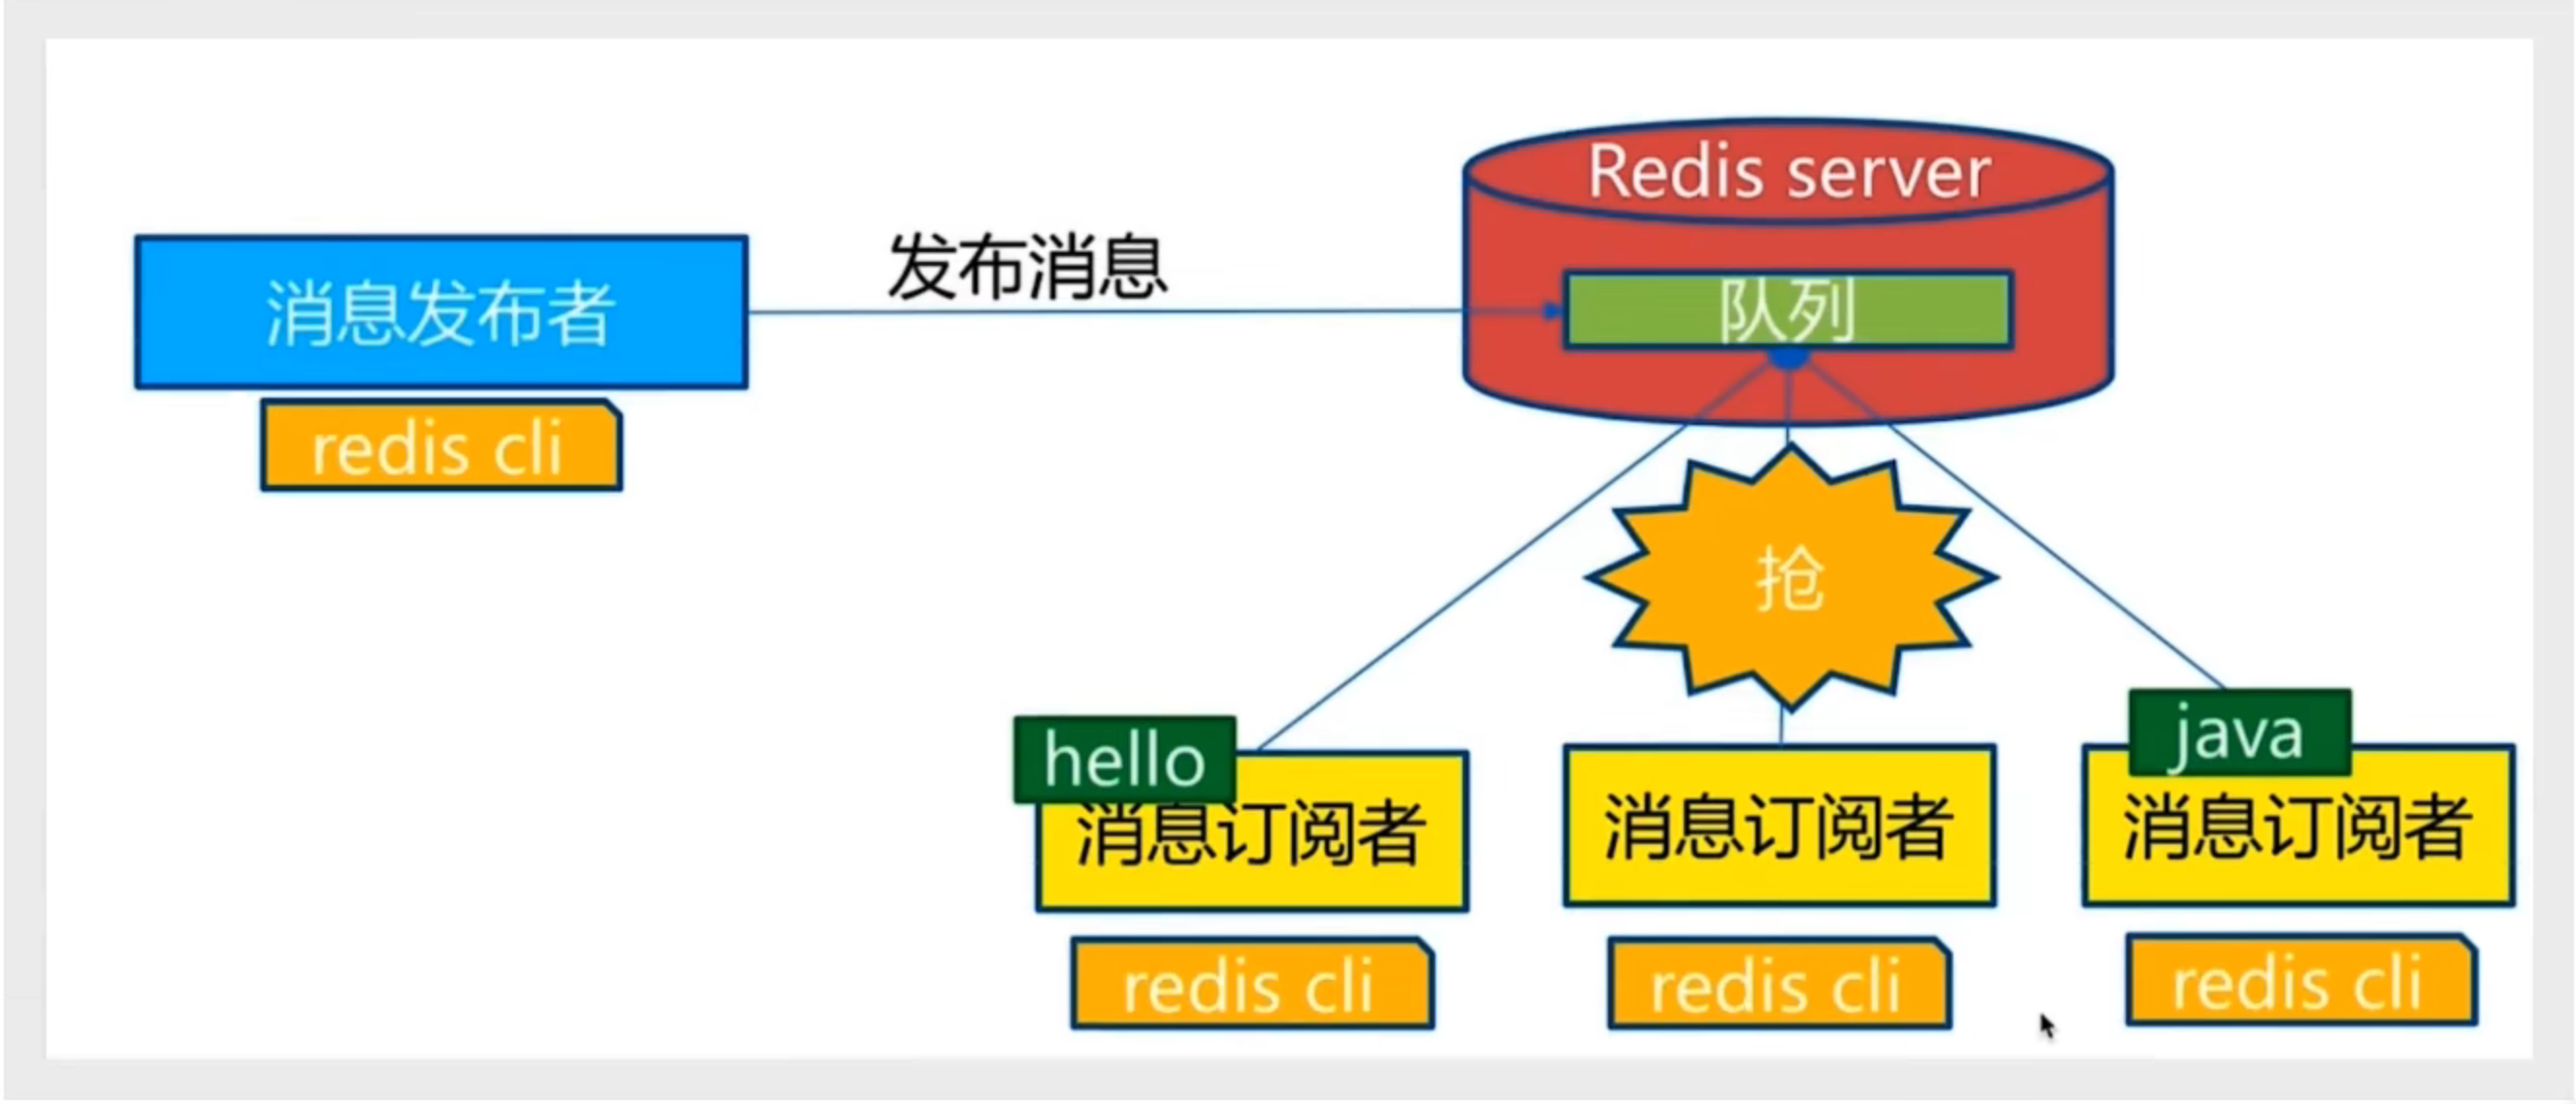 Redis server
发布消息
消息发布者
队列
redis cli
抢
hello
java
消息订阅者
消息订阅者
消息订阅者
redis cli
redis cli
redis cli